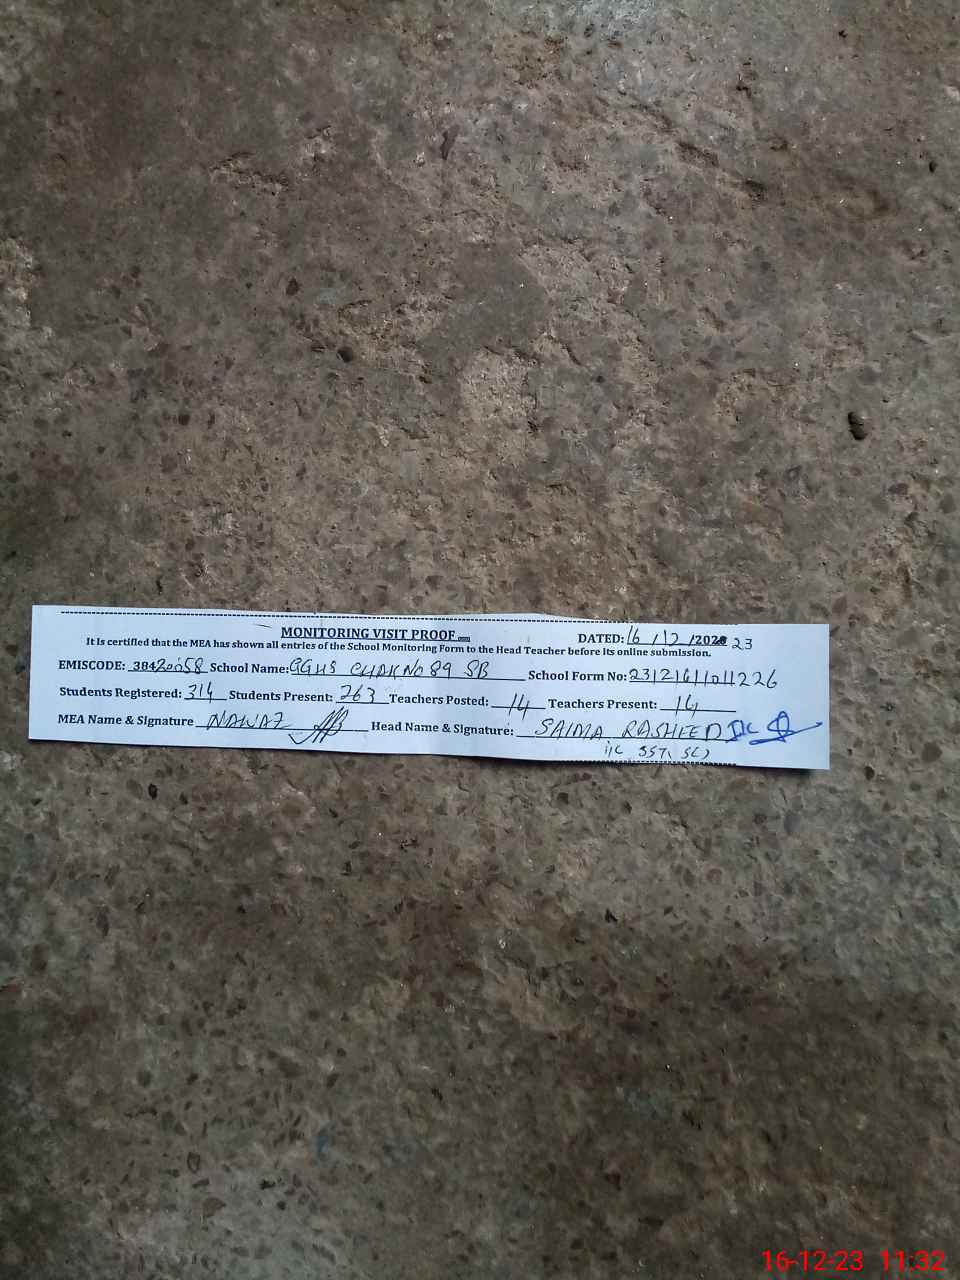 MONITORING VISIT PROOF
DATED: 16 /12 /2028 23
It is certified that the MEA has shown all entries of the School Monitoring Form to the Head Teacher before its online submission.
EMISCODE: 38420058 School Name: GGHS CHAK No 89 SB School Form No:
Students Registered: 314 Students Present: 263 Teachers Posted: 14 Teachers Present: 14
MEA Name & Signature NAWAZ Head Name & Signature: SAIMA RASHEED
I/C SST( SC)
16-12-23 11:32